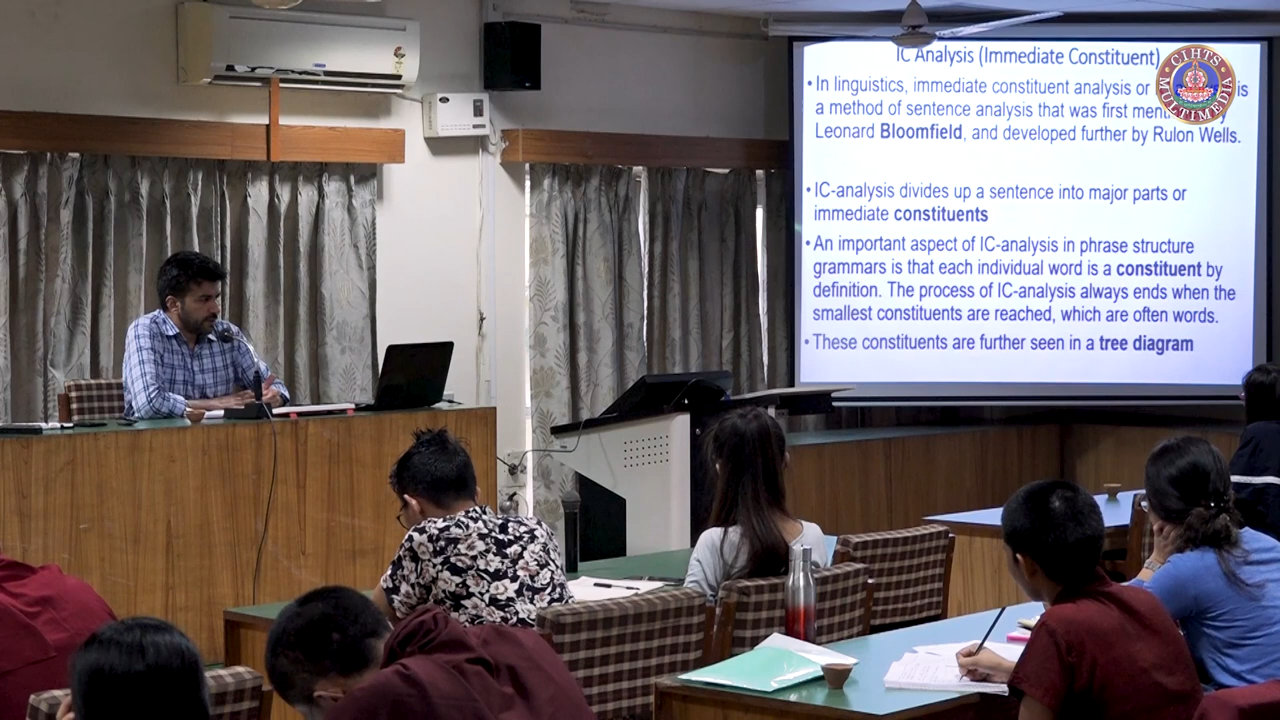 IC Analysis (Immediate Constituent)
• In linguistics, immediate constituent analysis or is
a method of sentence analysis that was first
Leonard Bloomfield, and developed further by Rulon Wells.
• IC-analysis divides up a sentence into major parts or
immediate constituents
• An important aspect of IC-analysis in phrase structure
grammars is that each individual word is a constituent by
definition. The process of IC-analysis always ends when the
smallest constituents are reached, which are often words.
• These constituents are further seen in a tree diagram
CIHTS
MULTIMEDIA